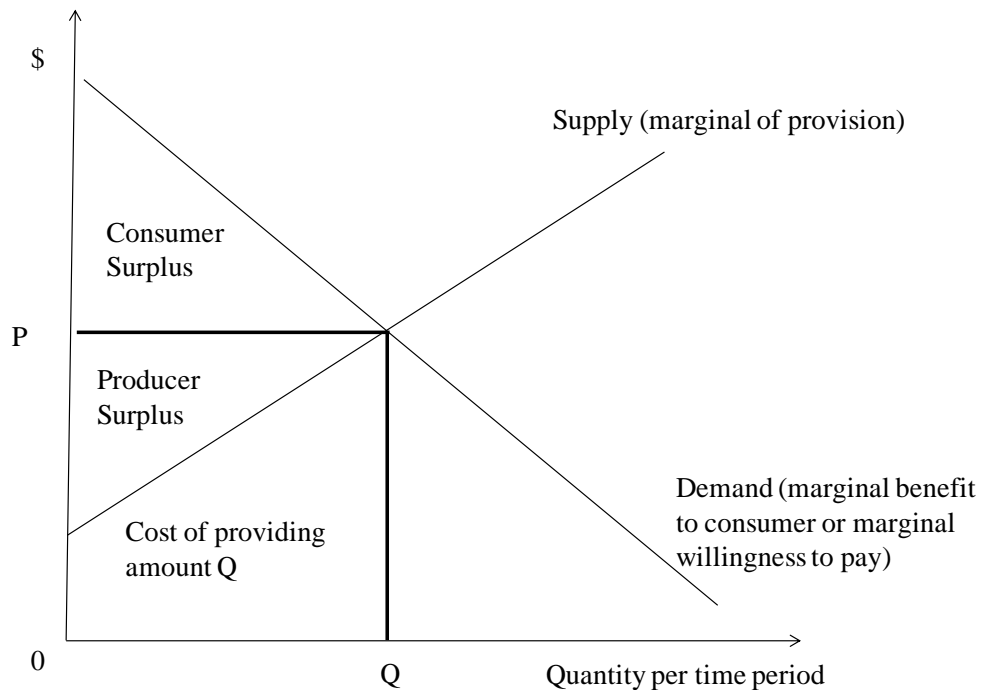 $
Supply (marginal of provision)
Consumer
Surplus
P
Producer
Surplus
Demand (marginal benefit
to consumer or marginal
willingness to pay)
Cost of providing
amount Q
0
Q
Quantity per time period